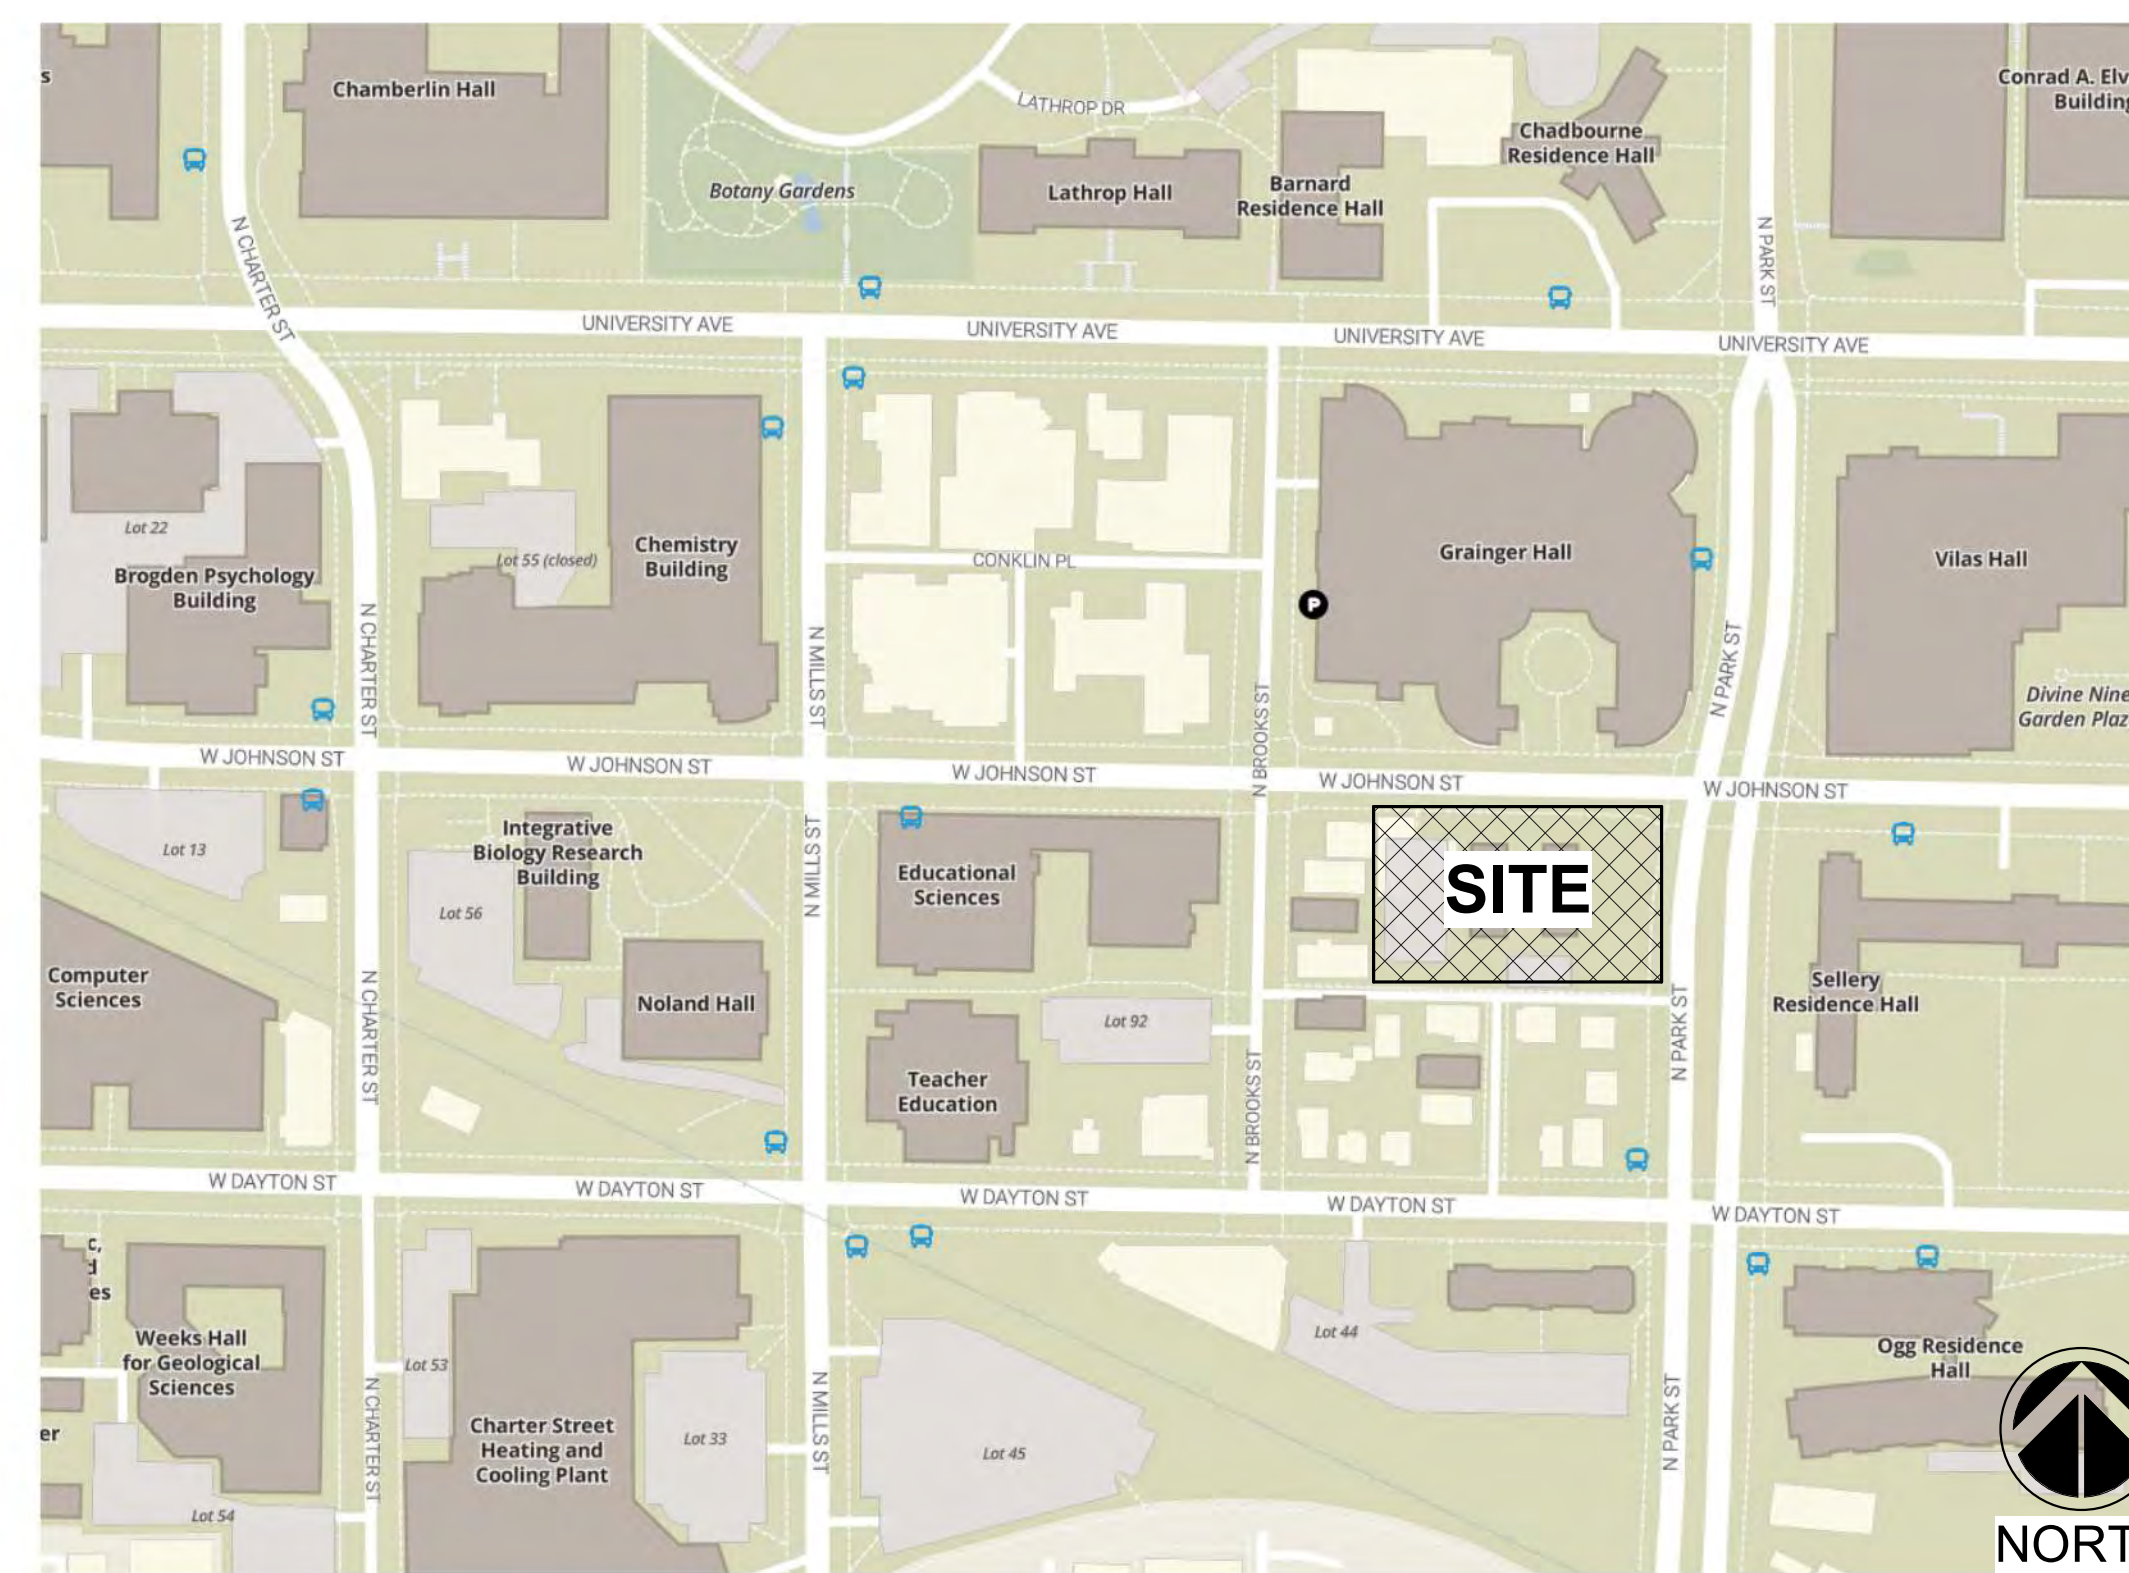 s
Chamberlin Hall
LATHROP DR
Conrad A. Elv
Building
Chadbourne
Residence Hall
Botany Gardens
Lathrop Hall
Barnard
Residence Hall
N CHARTER ST
N PARK ST
UNIVERSITY AVE
UNIVERSITY AVE
UNIVERSITY AVE
UNIVERSITY AVE
Lot 22
Brogden Psychology
Building
Lot 55 (closed)
Chemistry
Building
CONKLIN PL
Grainger Hall
Vilas Hall
P
N CHARTER ST
N MILLS ST
N BROOKS ST
N PARK ST
Divine Nine
Garden Plaz
W JOHNSON ST
W JOHNSON ST
W JOHNSON ST
W JOHNSON ST
W JOHNSON ST
Lot 13
Integrative
Biology Research
Building
N MILLS ST
Educational
Sciences
SITE
Lot 56
Computer
Sciences
N CHARTER ST
Noland Hall
Lot 92
N PARK ST
Sellery
Residence Hall
Teacher
Education
N BROOKS ST
W DAYTON ST
W DAYTON ST
W DAYTON ST
W DAYTON ST
W DAYTON ST
c,
d
es
Weeks Hall
for Geological
Sciences
Lot 53
Lot 44
Ogg Residence
Hall
N CHARTER ST
Charter Street
Heating and
Cooling Plant
Lot 33
N MILLS ST
Lot 45
N PARK ST
er
Lot 54
NORT